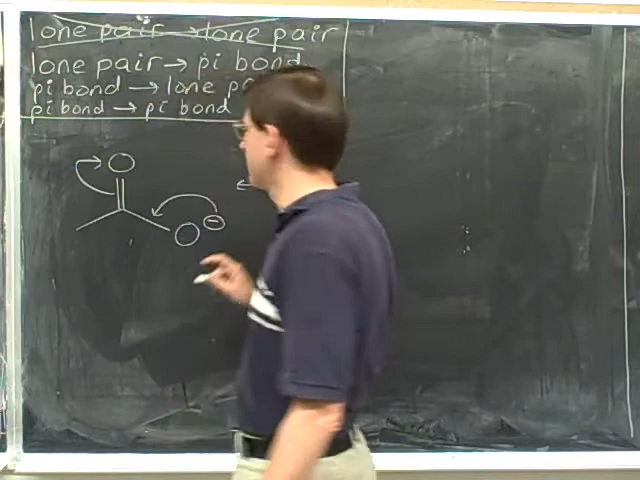 lone pair → lone pair
lone pair → pi bond
pi bond → lone
pi bond → pi bond
O
O ⊖